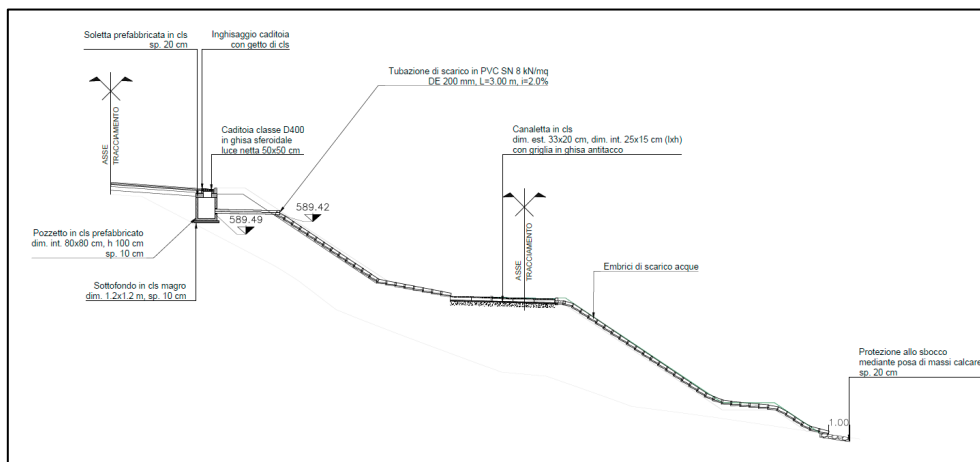 Soletta prefabbricata in cls
sp. 20 cm
Inghisaggio caditoia
con getto di cls
Tubazione di scarico in PVC SN 8 kN/mq
DE 200 mm, L=3.00 m, i=2.0%
ASSE
TRACCIAMENTO
Caditoia classe D400
in ghisa sferoidale
luce netta 50x50 cm
Canaletta in cls
dim. est. 33x20 cm, dim. int. 25x15 cm (lxh)
con griglia in ghisa antitacco
589.42
589.49
ASSE
TRACCIAMENTO
Pozzetto in cls prefabbricato
dim. int. 80x80 cm, h 100 cm
sp. 10 cm
Embrici di scarico acque
Sottofondo in cls magro
dim. 1.2x1.2 m, sp. 10 cm
Protezione allo sbocco
mediante posa di massi calcare
sp. 20 cm
1.00